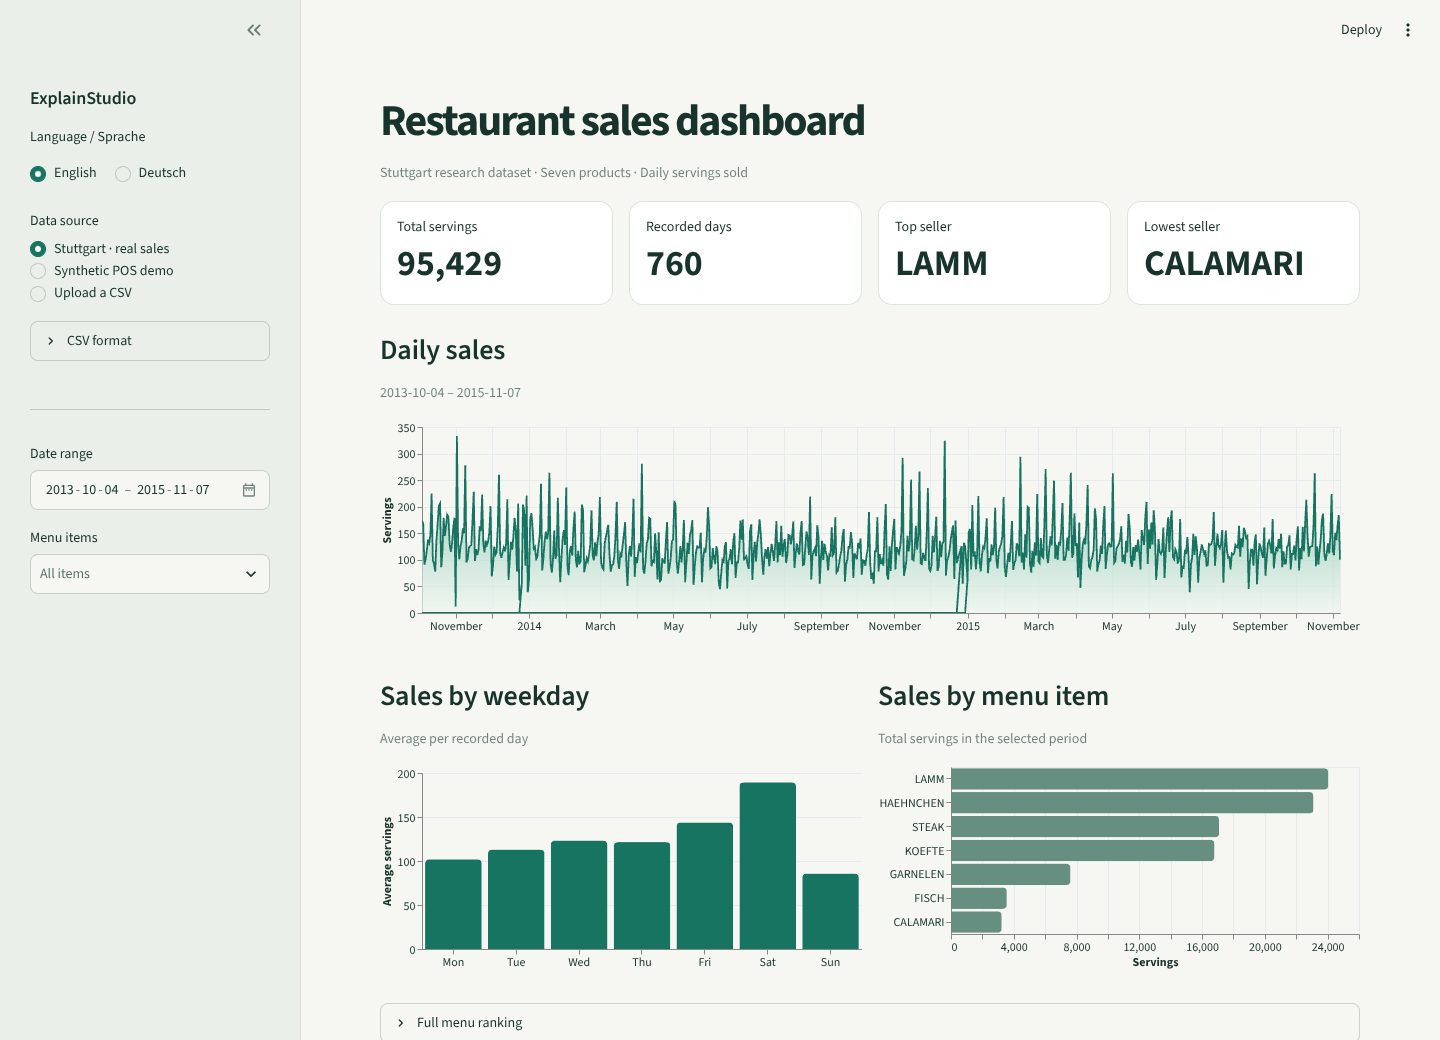 Deploy
ExplainStudio
Language / Sprache
English
Deutsch
Data source
Stuttgart · real sales
Synthetic POS demo
Upload a CSV
CSV format
Date range
2013 - 10 - 04 – 2015 - 11 - 07
Menu items
All items
Restaurant sales dashboard
Stuttgart research dataset · Seven products · Daily servings sold
Total servings
95,429
Recorded days
760
Top seller
LAMM
Lowest seller
CALAMARI
Daily sales
2013-10-04 – 2015-11-07
Servings
350
300
250
200
150
100
50
0
November 2014 March May July September November 2015 March May July September November
Sales by weekday
Average per recorded day
Average servings
200
150
100
50
0
Mon Tue Wed Thu Fri Sat Sun
Sales by menu item
Total servings in the selected period
LAMM
HAEHNCHEN
STEAK
KOEFTE
GARNELEN
FISCH
CALAMARI
0 4,000 8,000 12,000 16,000 20,000 24,000
Servings
Full menu ranking